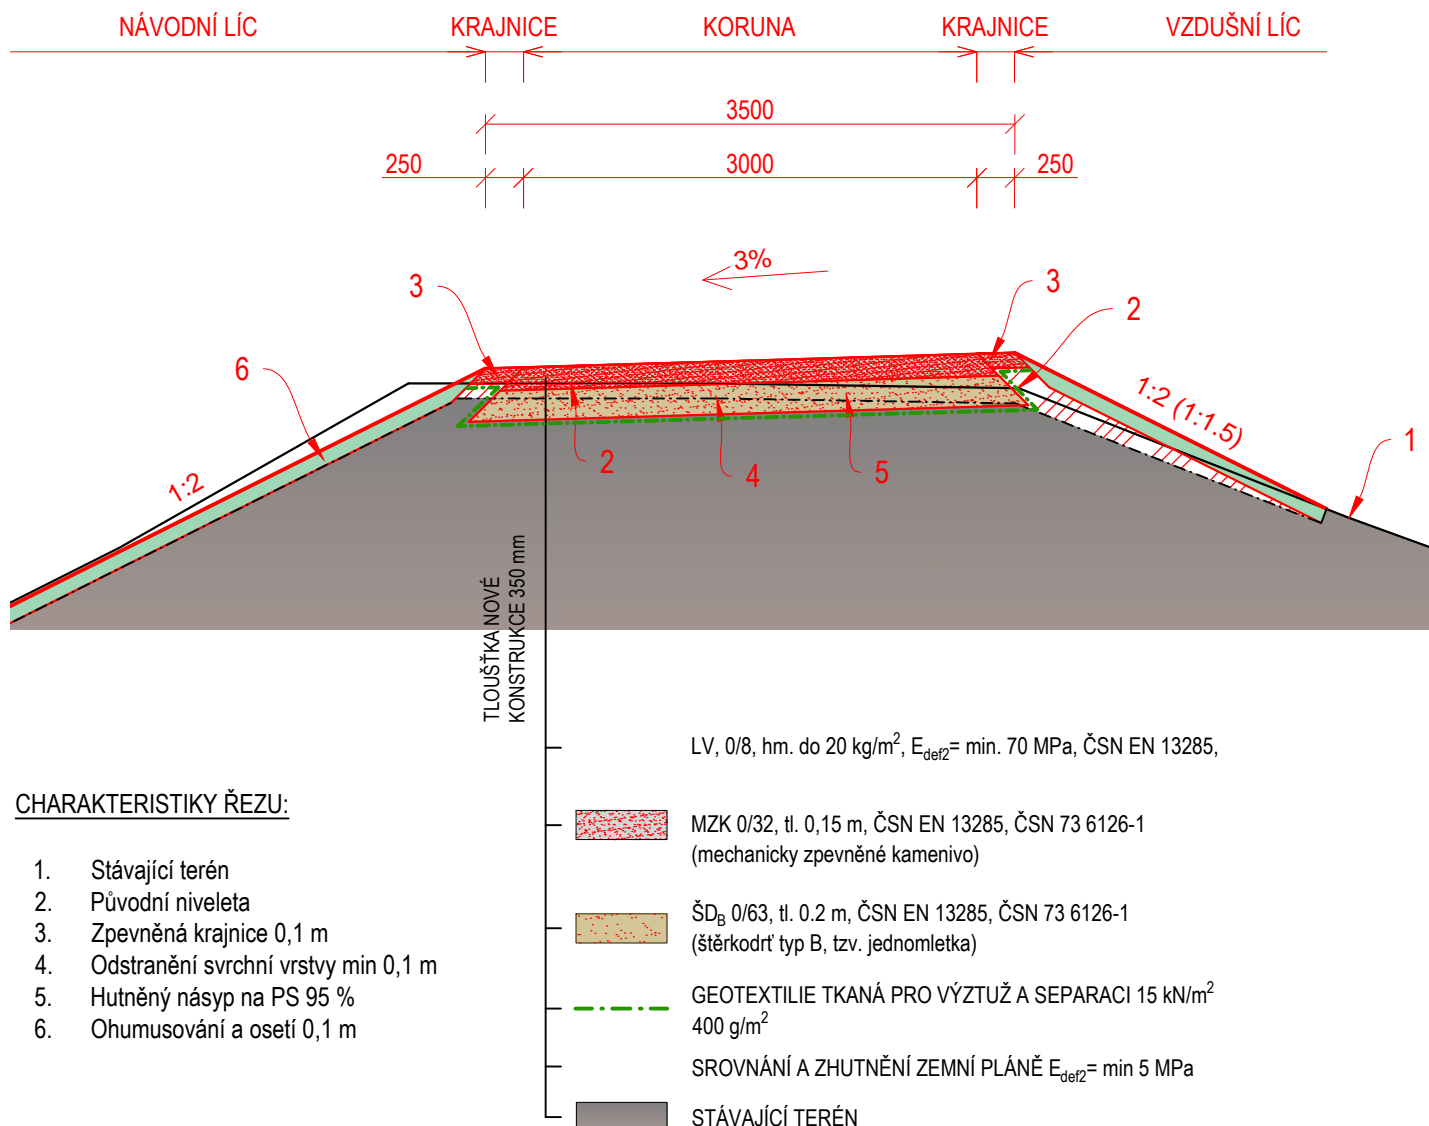 NÁVODNÍ LÍC KRAJNICE KORUNA KRAJNICE VZDUŠNÍ LÍC
3500
250 3000 250
3%
3 3
2
6
1:2 (1:1.5)
1
1:2
2 4 5
TLOUŠŤKA NOVÉ
KONSTRUKCE 350 mm
LV, 0/8, hm. do 20 kg/m², Edef2= min. 70 MPa, ČSN EN 13285,
MZK 0/32, tl. 0,15 m, ČSN EN 13285, ČSN 73 6126-1
(mechanicky zpevněné kamenivo)
ŠDB 0/63, tl. 0.2 m, ČSN EN 13285, ČSN 73 6126-1
(štěrkodrť typ B, tzv. jednomletka)
GEOTEXTILIE TKANÁ PRO VÝZTUŽ A SEPARACI 15 kN/m²
400 g/m²
SROVNÁNÍ A ZHUTNĚNÍ ZEMNÍ PLÁNĚ Edef2= min 5 MPa
STÁVAJÍCÍ TERÉN
CHARAKTERISTIKY ŘEZU:
1. Stávající terén
2. Původní niveleta
3. Zpevněná krajnice 0,1 m
4. Odstranění svrchní vrstvy min 0,1 m
5. Hutněný násyp na PS 95 %
6. Ohumusování a osetí 0,1 m